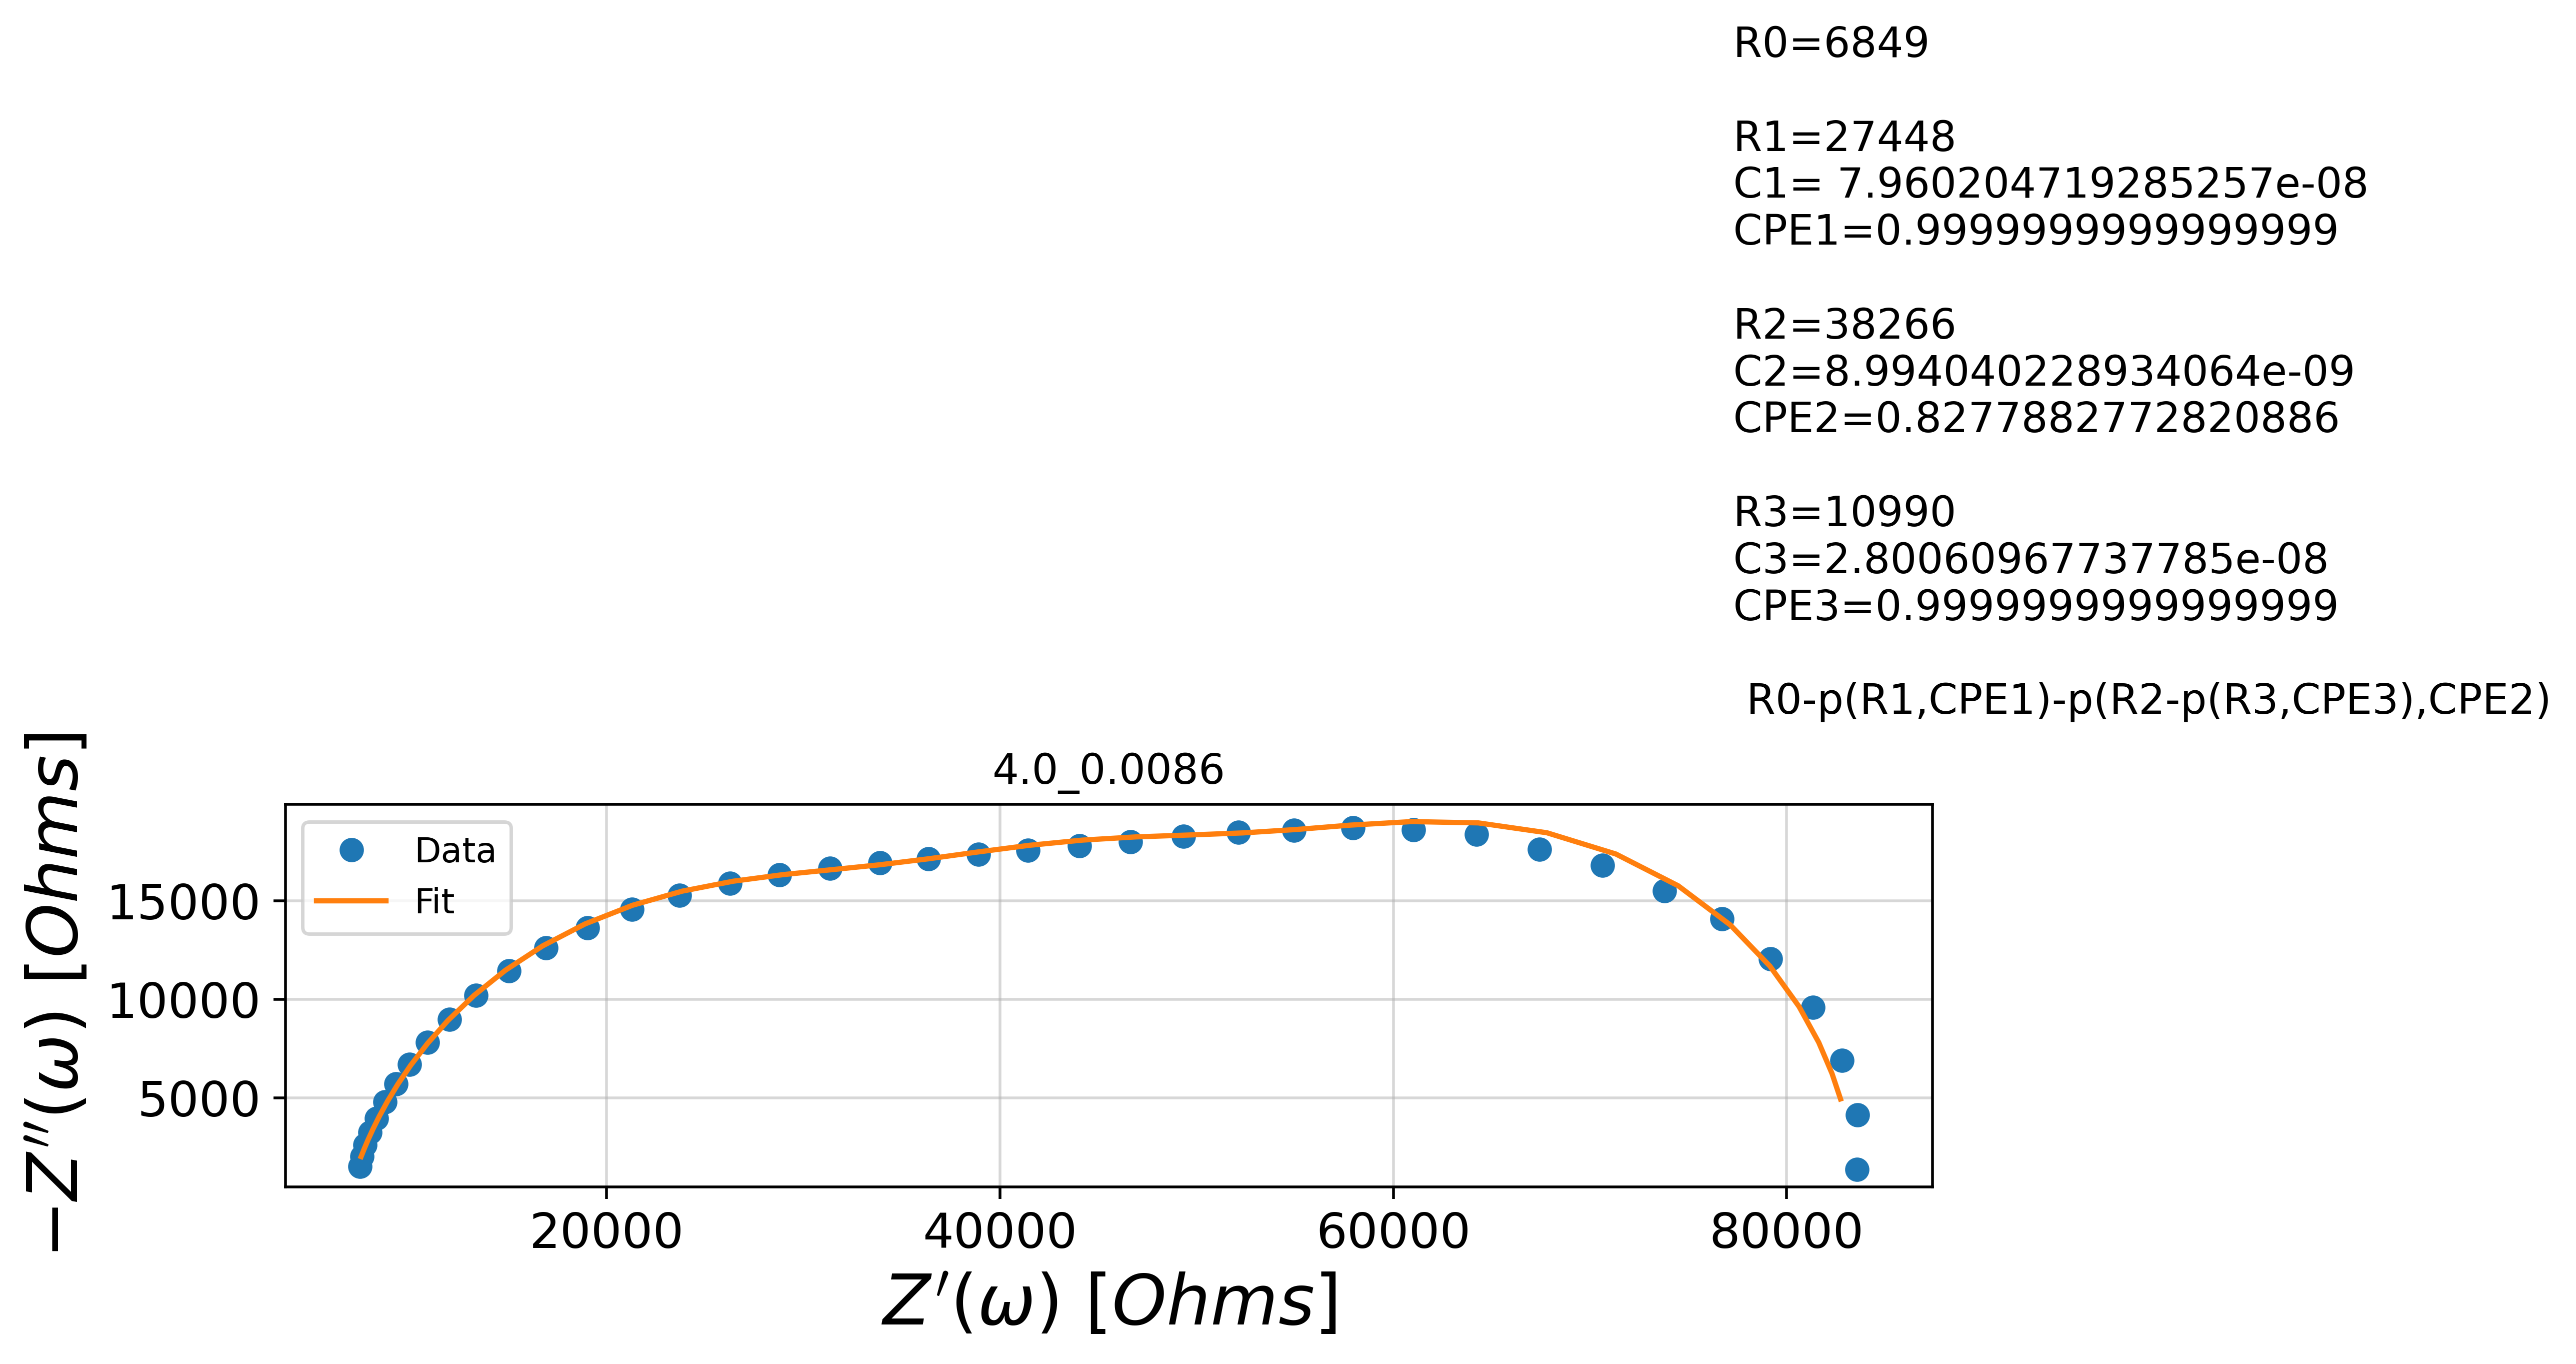 R0=6849
R1=27448
C1= 7.960204719285257e-08
CPE1=0.9999999999999999
R2=38266
C2=8.994040228934064e-09
CPE2=0.8277882772820886
R3=10990
C3=2.80060967737785e-08
CPE3=0.9999999999999999
R0-p(R1,CPE1)-p(R2-p(R3,CPE3),CPE2)
4.0_0.0086
Data
Fit
15000
10000
5000
−Z′′(ω) [Ohms]
20000 40000 60000 80000
Z′(ω) [Ohms]